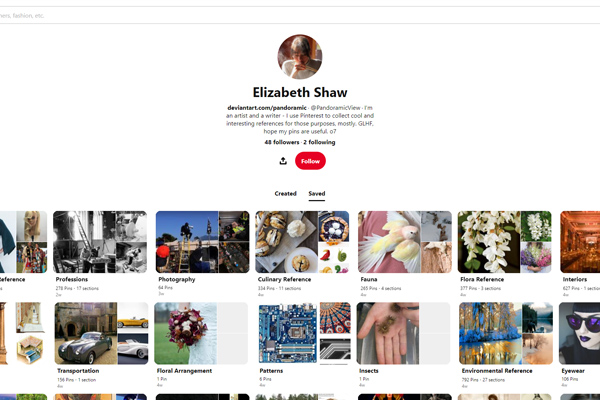 ners, fashion, etc.
Elizabeth Shaw
deviantart.com/pandoramic · @PandoramicView · I'm
an artist and a writer - I use Pinterest to collect cool and
interesting references for those purposes, mostly. GLHF,
hope my pins are useful. o7
48 followers · 2 following
Follow
Created Saved
Reference Professions Photography Culinary Reference Fauna Flora Reference Interiors
278 Pins · 17 sections 64 Pins 334 Pins · 11 sections 265 Pins · 4 sections 377 Pins · 3 sections 627 Pins · 1
2w 3w 4w 4w 4w 4w
Transportation Floral Arrangement Patterns Insects Environmental Reference Eyewear
156 Pins · 1 section 1 Pin 6 Pins 1 Pin 792 Pins · 27 sections 106 Pins
4w 4w 4w 4w 4w 4w